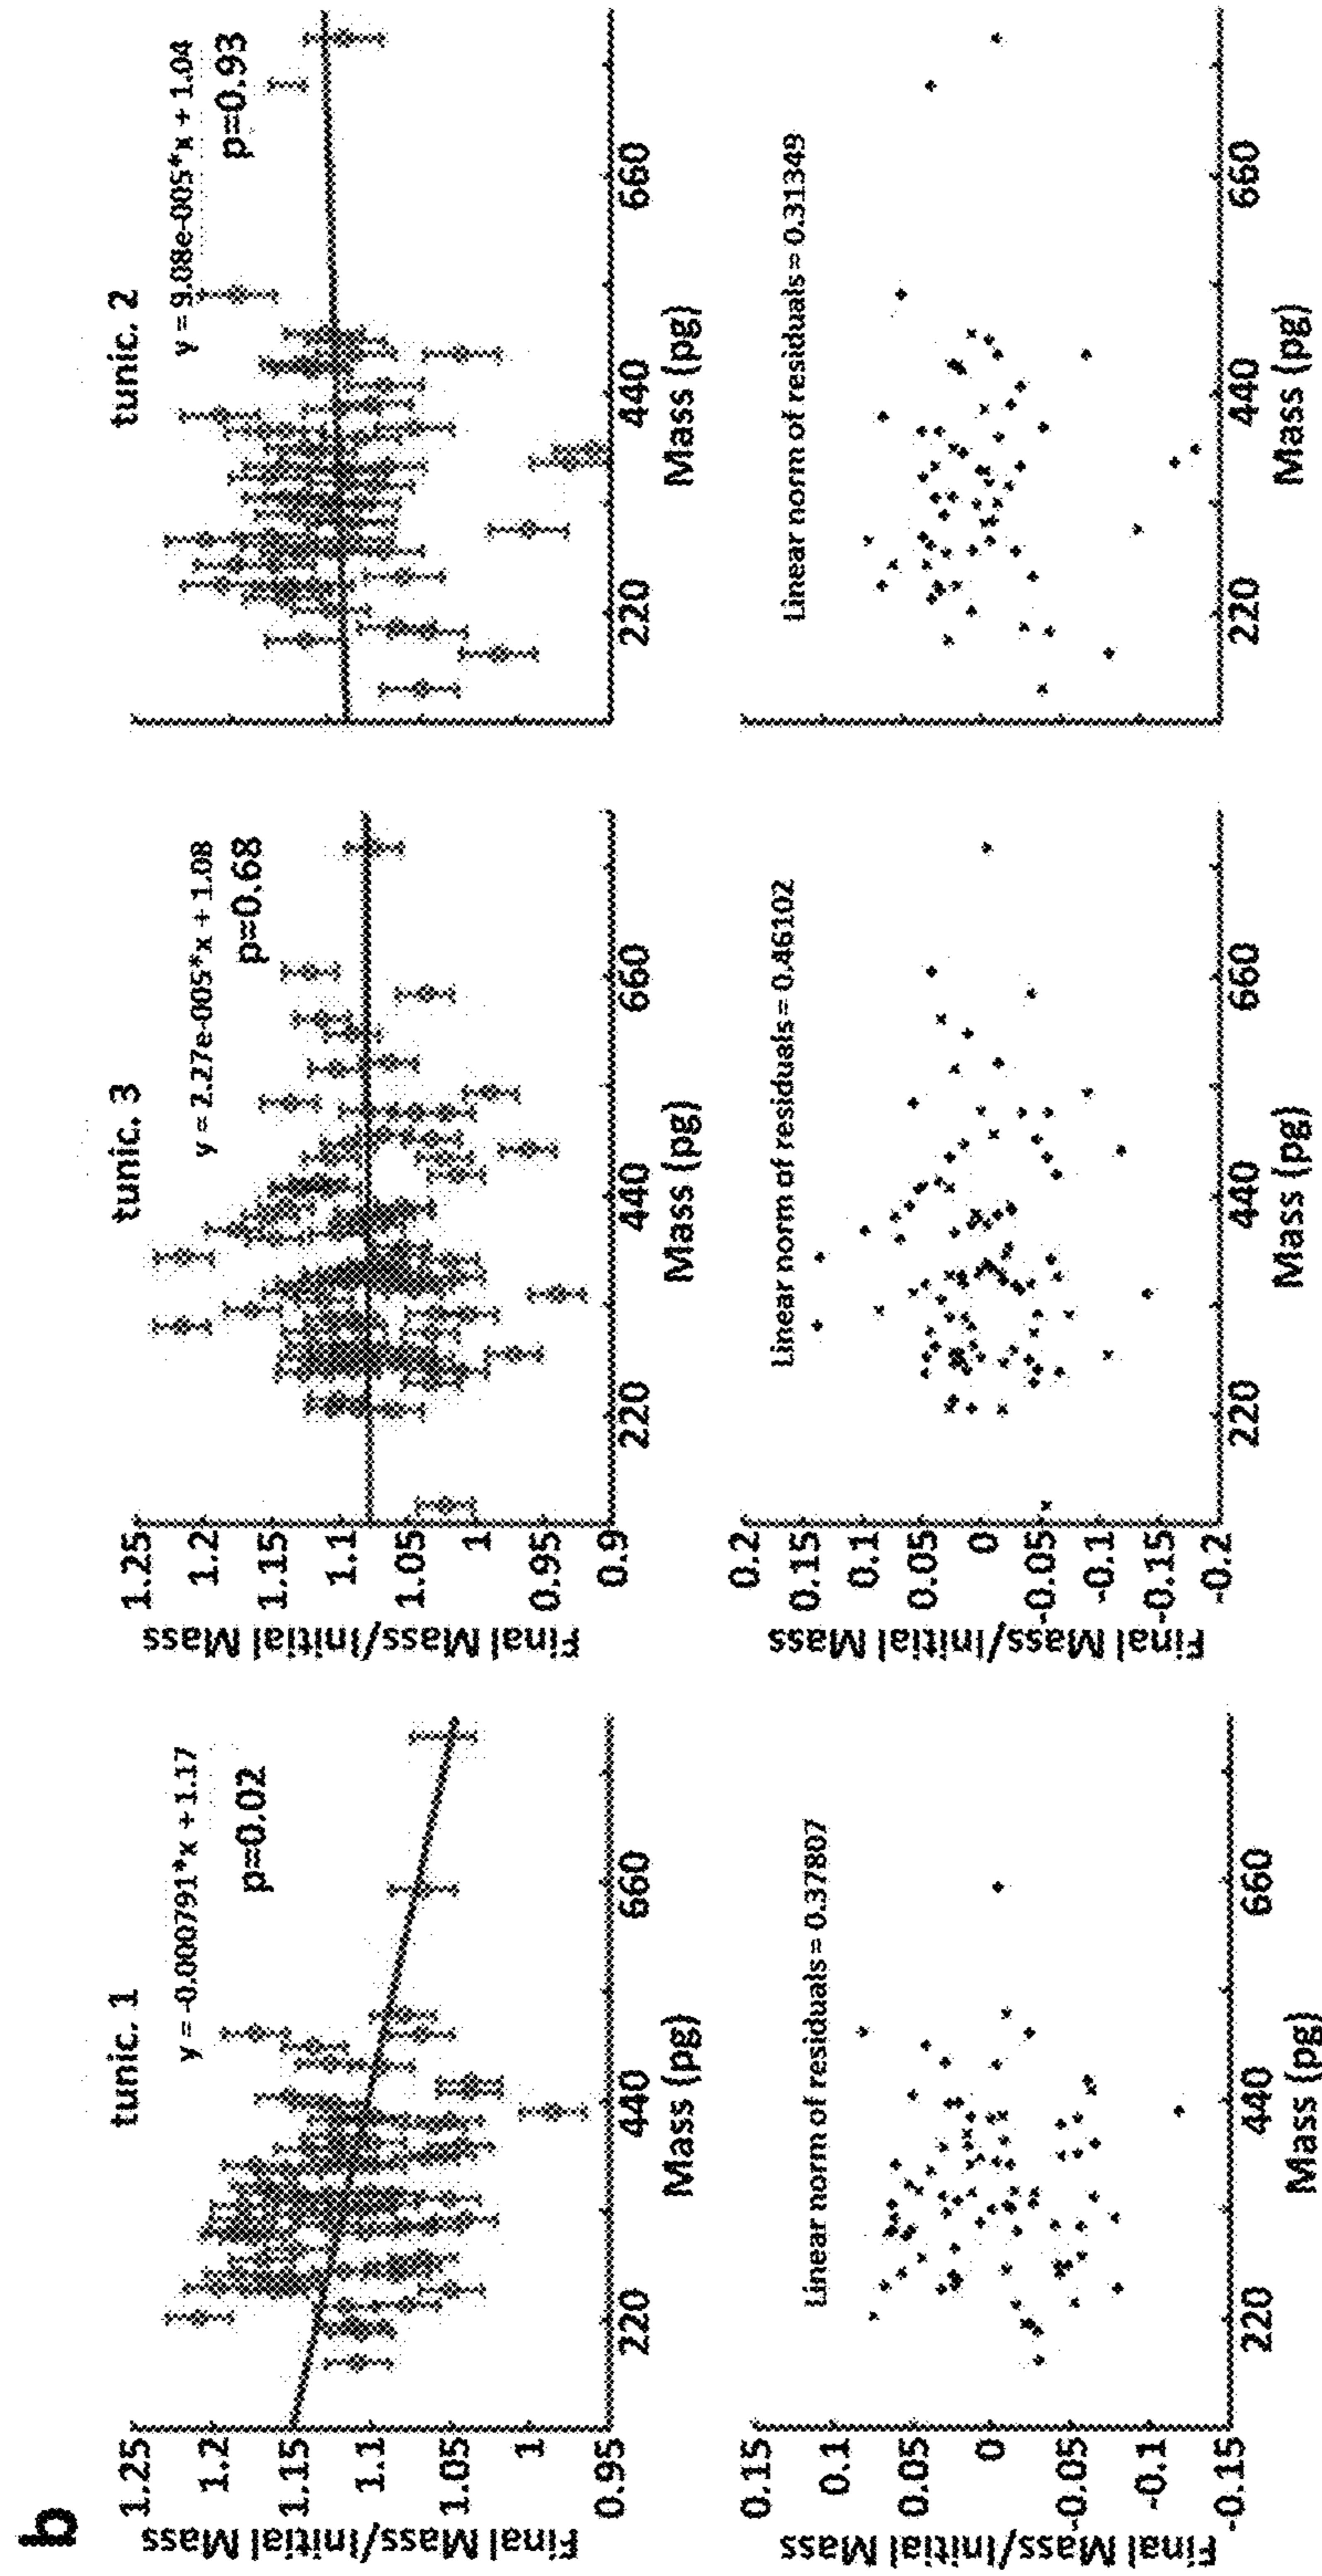 b
tunic. 1
y = -0.000791*x + 1.17
p=0.02
1.25
1.2
1.15
1.1
1.05
1
0.95
Final Mass/Initial Mass
220
440
660
Mass (pg)
tunic. 3
y = 2.27e-005*x + 1.08
p=0.68
1.25
1.2
1.15
1.1
1.05
1
0.95
0.9
Final Mass/Initial Mass
220
440
660
Mass (pg)
tunic. 2
y = 9.08e-005*x + 1.04
p=0.93
220
440
660
Mass (pg)
Linear norm of residuals = 0.37807
0.15
0.1
0.05
0
-0.05
-0.1
-0.15
Final Mass/Initial Mass
220
440
660
Mass (pg)
Linear norm of residuals = 0.46102
0.2
0.15
0.1
0.05
0
-0.05
-0.1
-0.15
-0.2
Final Mass/Initial Mass
220
440
660
Mass (pg)
Linear norm of residuals = 0.31349
220
440
660
Mass (pg)